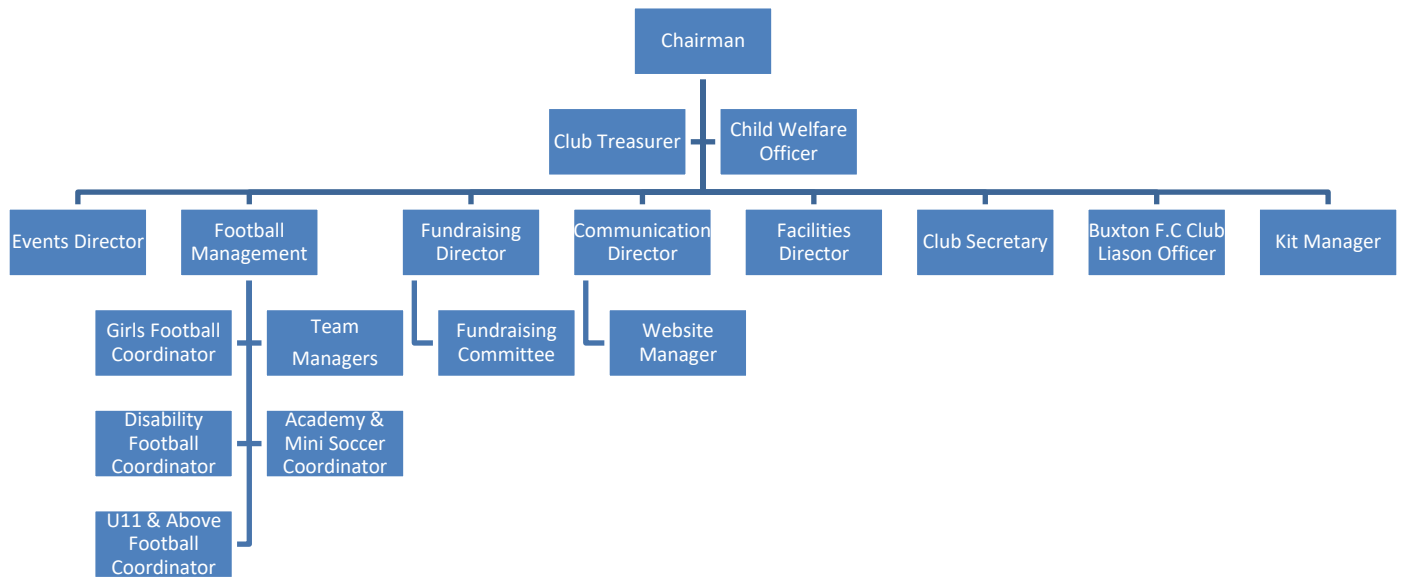 Chairman
Club Treasurer
Child Welfare
Officer
Events Director
Football
Management
Fundraising
Director
Communication
Director
Facilities
Director
Club Secretary
Buxton F.C Club
Liason Officer
Kit Manager
Girls Football
Coordinator
Team
Managers
Fundraising
Committee
Website
Manager
Disability
Football
Coordinator
Academy &
Mini Soccer
Coordinator
U11 & Above
Football
Coordinator